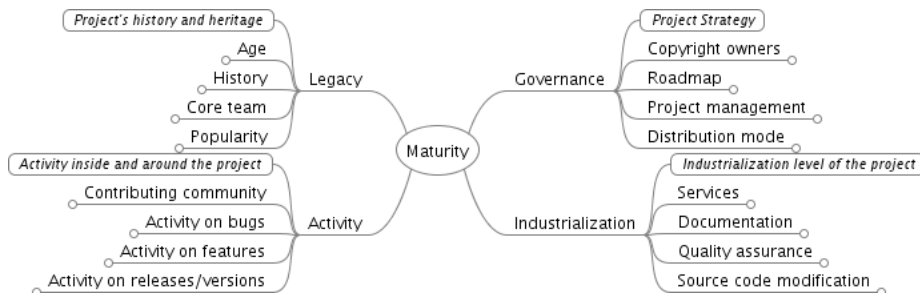 Project's history and heritage
Age
History
Core team
Popularity
Legacy
Activity inside and around the project
Contributing community
Activity on bugs
Activity on features
Activity on releases/versions
Activity
Maturity
Project Strategy
Copyright owners
Roadmap
Project management
Distribution mode
Governance
Industrialization level of the project
Services
Documentation
Quality assurance
Source code modification
Industrialization